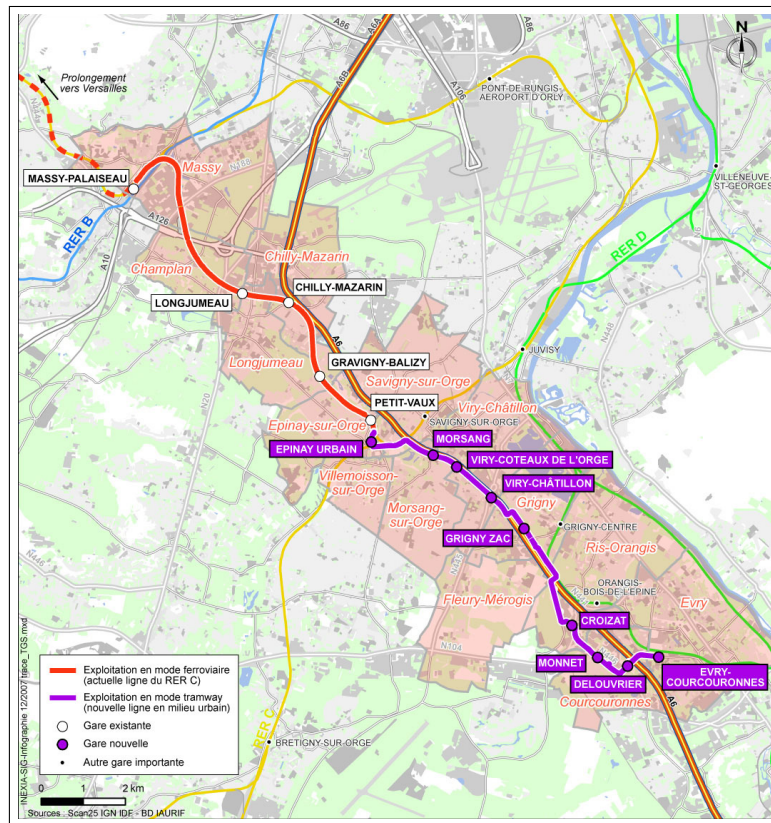 N
A86
A6A
A86
A6B
A106
Prolongement
vers Versailles
N444
PONT-DE-RUNGIS
AEROPORT D'ORLY
N188
Massy
MASSY-PALAISEAU
VILLENEUVE-
ST-GEORGES
A126
RER B
A10
RER D
Chilly-Mazarin
Champlan
CHILLY-MAZARIN
LONGJUMEAU
A6
N448
JUVISY
GRAVIGNY-BALIZY
Longjumeau
Savigny-sur-Orge
N20
PETIT-VAUX
Viry-Châtillon
SAVIGNY-SUR-ORGE
Epinay-sur-Orge
MORSANG
EPINAY URBAIN
VIRY-COTEAUX DE L'ORGE
Villemoisson-
sur-Orge
VIRY-CHÂTILLON
Grigny
Morsang-
sur-Orge
GRIGNY ZAC
GRIGNY-CENTRE
Ris-Orangis
N446
N445
ORANGIS-
BOIS-DE-L'EPINE
Fleury-Mérogis
Evry
CROIZAT
N104
MONNET
EVRY-
COURCOURONNES
DELOUVRIER
Courcouronnes
A6
RER C
BRETIGNY-SUR-ORGE
Exploitation en mode ferroviaire
(actuelle ligne du RER C)
Exploitation en mode tramway
(nouvelle ligne en milieu urbain)
Gare existante
Gare nouvelle
Autre gare importante
0 1 2 km
Sources : Scan25 IGN IDF - BD IAURIF
INEXIA-SIG-Infographie 12/2007 trace_TGS.mxd